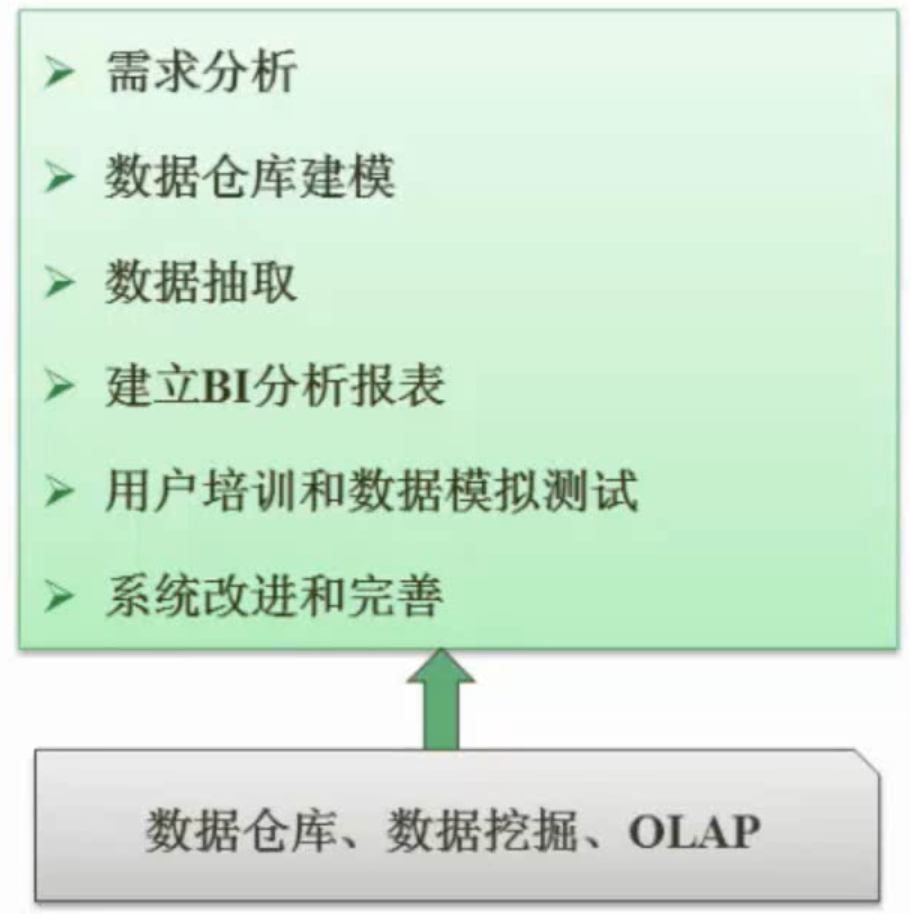 需求分析
数据仓库建模
数据抽取
建立BI分析报表
用户培训和数据模拟测试
系统改进和完善
数据仓库、数据挖掘、OLAP